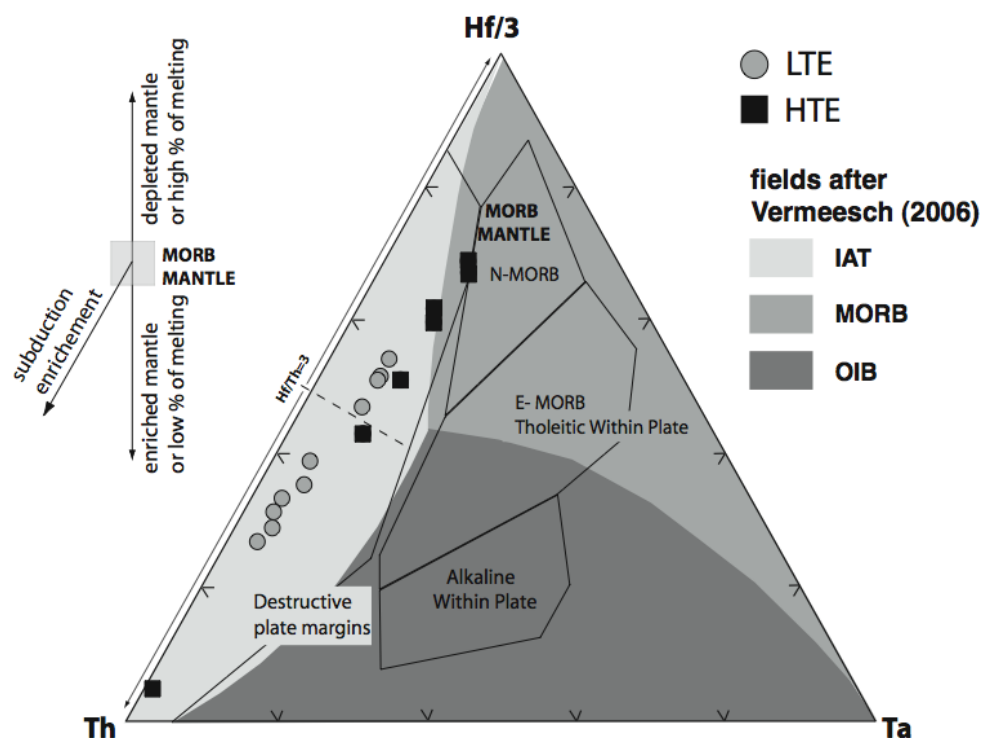 Hf/3
depleted mantle
or high % of melting
MORB
MANTLE
subduction
enrichement
enriched mantle
or low % of melting
LTE
HTE
fields after
Vermeesch (2006)
IAT
MORB
OIB
MORB
MANTLE
N-MORB
Hf/Th=3
E- MORB
Tholeitic Within Plate
Alkaline
Within Plate
Destructive
plate margins
Th
Ta